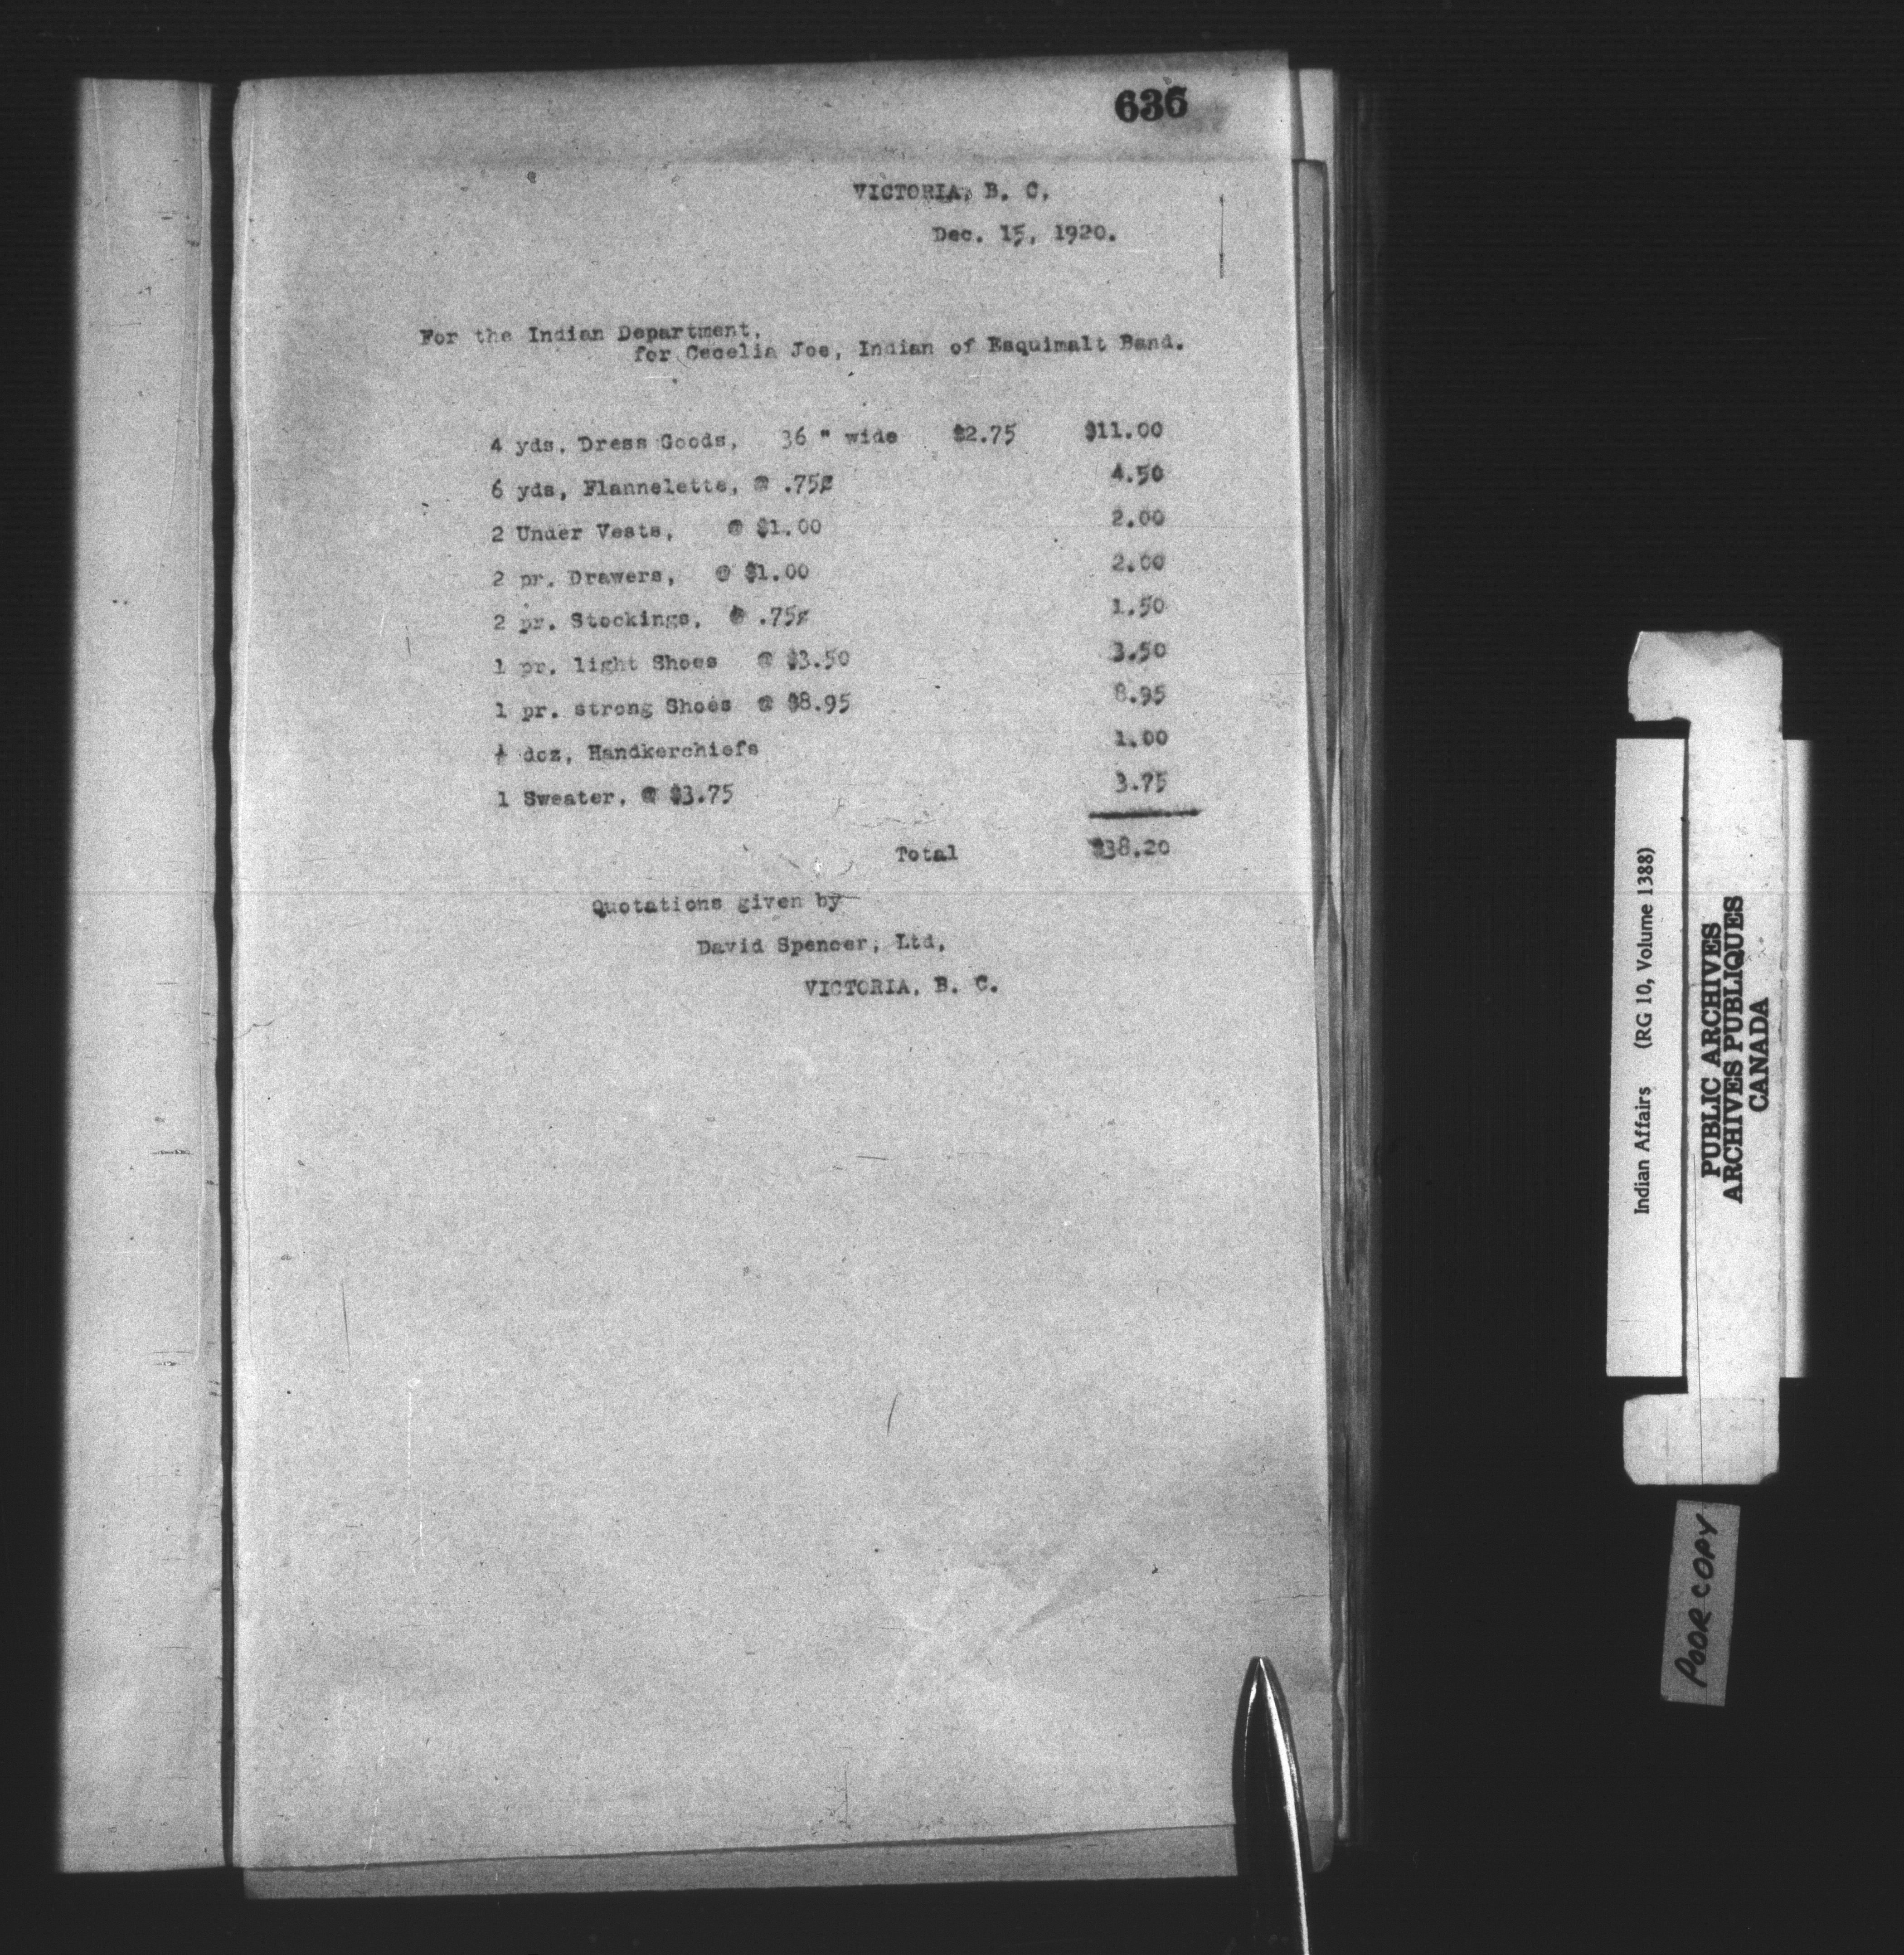 636
VICTORIA, B. C.
Dec. 15, 1920.
For the Indian Department,
for Cecelia Joe, Indian of Esquimalt Band.
4 yds. Dress Goods, 36 " wide $2.75 $11.00
6 yds, Flannelette, @ .75¢ 4.50
2 Under Vests, @ $1.00 2.00
2 pr. Drawers, @ $1.00 2.00
2 pr. Stockings, @ .75¢ 1.50
1 pr. light Shoes @ $3.50 3.50
1 pr. strong Shoes @ $8.95 8.95
½ doz, Handkerchiefs 1.00
1 Sweater, @ $3.75 3.75
Total $38.20
Quotations given by
David Spencer, Ltd,
VICTORIA, B. C.
Indian Affairs (RG 10, Volume 1388)
PUBLIC ARCHIVES
ARCHIVES PUBLIQUES
CANADA
POOR COPY